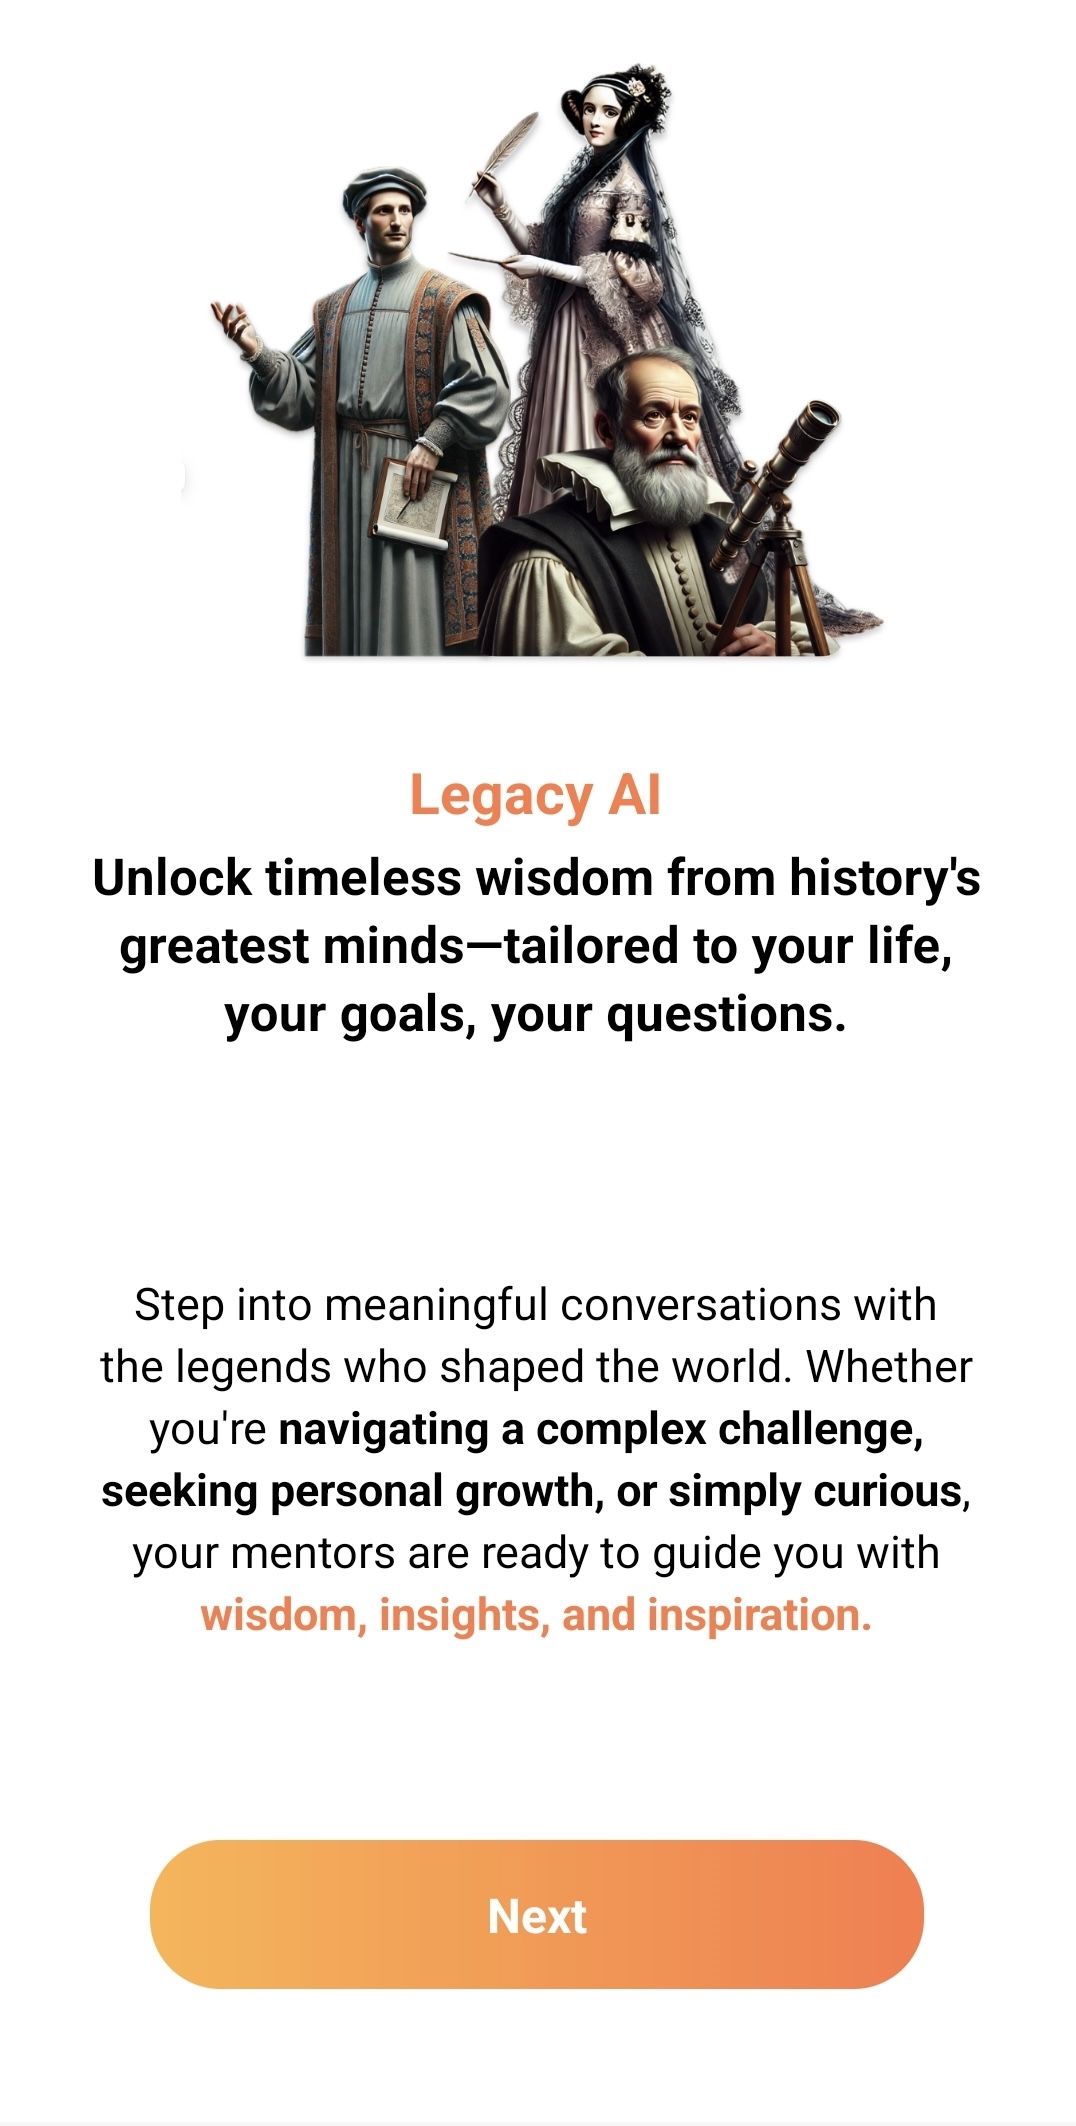 Legacy AI
Unlock timeless wisdom from history's
greatest minds—tailored to your life,
your goals, your questions.
Step into meaningful conversations with
the legends who shaped the world. Whether
you're navigating a complex challenge,
seeking personal growth, or simply curious,
your mentors are ready to guide you with
wisdom, insights, and inspiration.
Next